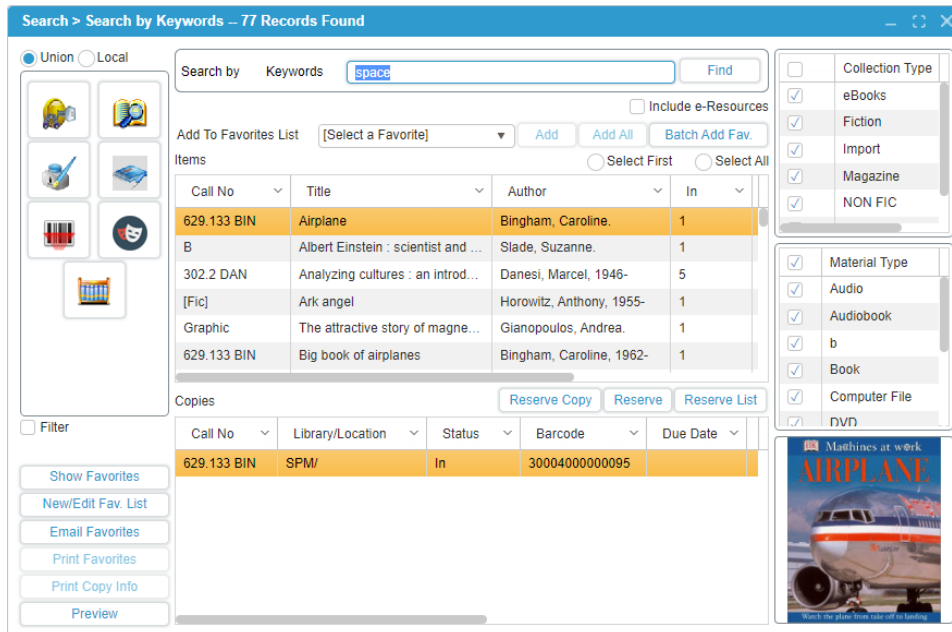 Search > Search by Keywords -- 77 Records Found
Union Local
Search by Keywords space Find
Include e-Resources
Add To Favorites List [Select a Favorite] Add Add All Batch Add Fav.
Items Select First Select All
Call No Title Author In
629.133 BIN Airplane Bingham, Caroline. 1
B Albert Einstein : scientist and ... Slade, Suzanne. 1
302.2 DAN Analyzing cultures : an introd... Danesi, Marcel, 1946- 5
[Fic] Ark angel Horowitz, Anthony, 1955- 1
Graphic The attractive story of magne... Gianopoulos, Andrea. 1
629.133 BIN Big book of airplanes Bingham, Caroline, 1962- 1
Copies Reserve Copy Reserve Reserve List
Call No Library/Location Status Barcode Due Date
629.133 BIN SPM/ In 30004000000095
Filter
Show Favorites
New/Edit Fav. List
Email Favorites
Print Favorites
Print Copy Info
Preview
Collection Type
eBooks
Fiction
Import
Magazine
NON FIC
Material Type
Audio
Audiobook
b
Book
Computer File
DVD
DK Machines at work
AIRPLANE
Watch the plane from take off to landing